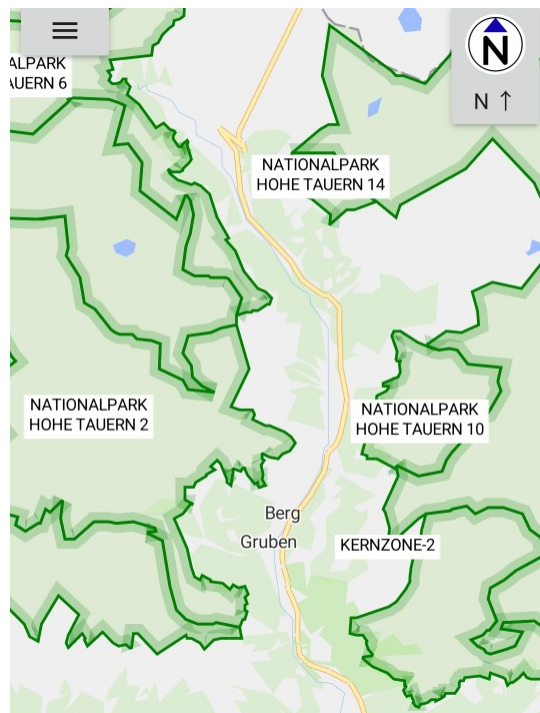 ALPARK
AUERN 6
N
N ↑
NATIONALPARK
HOHE TAUERN 14
NATIONALPARK
HOHE TAUERN 2
NATIONALPARK
HOHE TAUERN 10
Berg
Gruben
KERNZONE-2